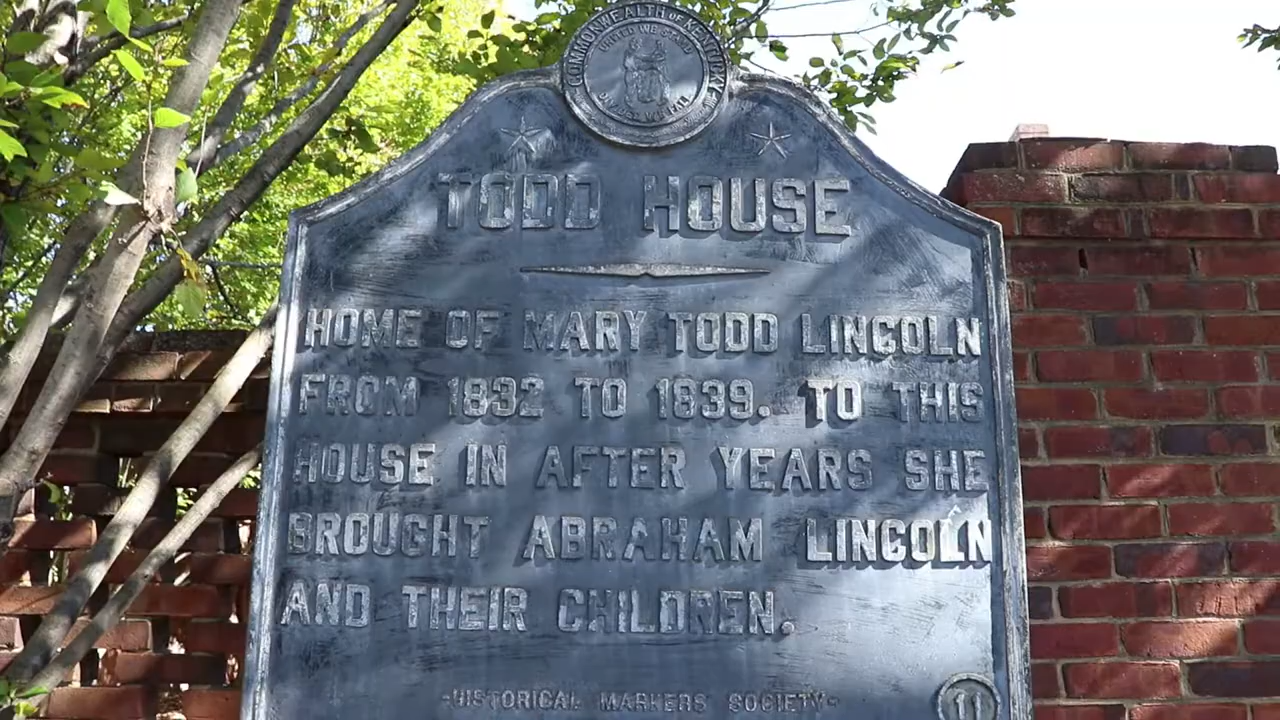 COMMONWEALTH OF KENTUCKY
UNITED WE STAND
DIVIDED WE FALL
TODD HOUSE
HOME OF MARY TODD LINCOLN
FROM 1832 TO 1839. TO THIS
HOUSE IN AFTER YEARS SHE
BROUGHT ABRAHAM LINCOLN
AND THEIR CHILDREN.
-HISTORICAL MARKERS SOCIETY-
11